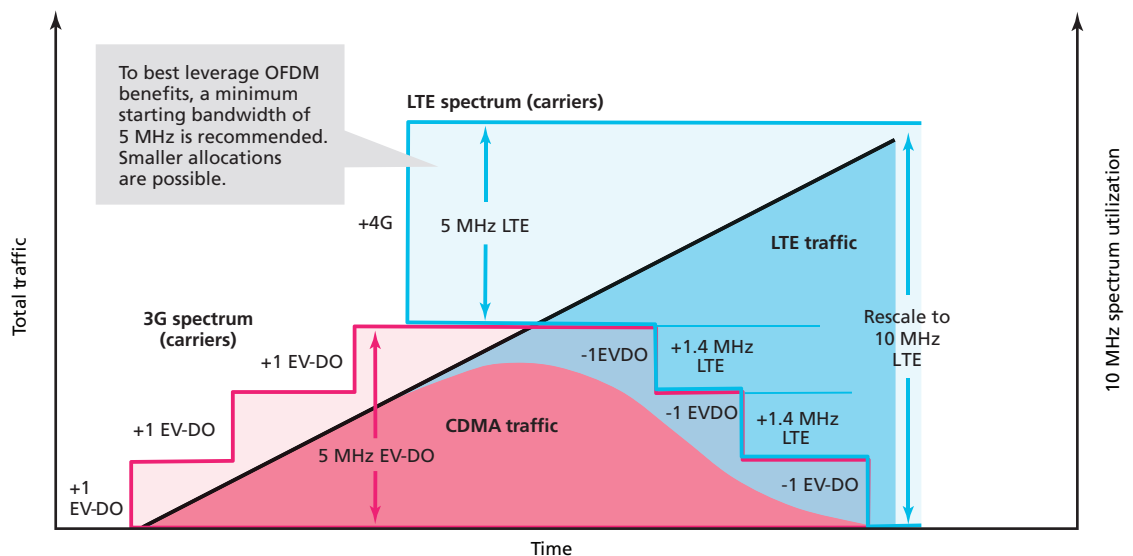 To best leverage OFDM
benefits, a minimum
starting bandwidth of
5 MHz is recommended.
Smaller allocations
are possible.
LTE spectrum (carriers)
+4G
5 MHz LTE
LTE traffic
Total traffic
10 MHz spectrum utilization
3G spectrum
(carriers)
Rescale to
10 MHz
LTE
+1 EV-DO
-1EVDO
+1.4 MHz
LTE
+1 EV-DO
CDMA traffic
-1 EVDO
+1.4 MHz
LTE
5 MHz EV-DO
+1
EV-DO
-1 EV-DO
Time